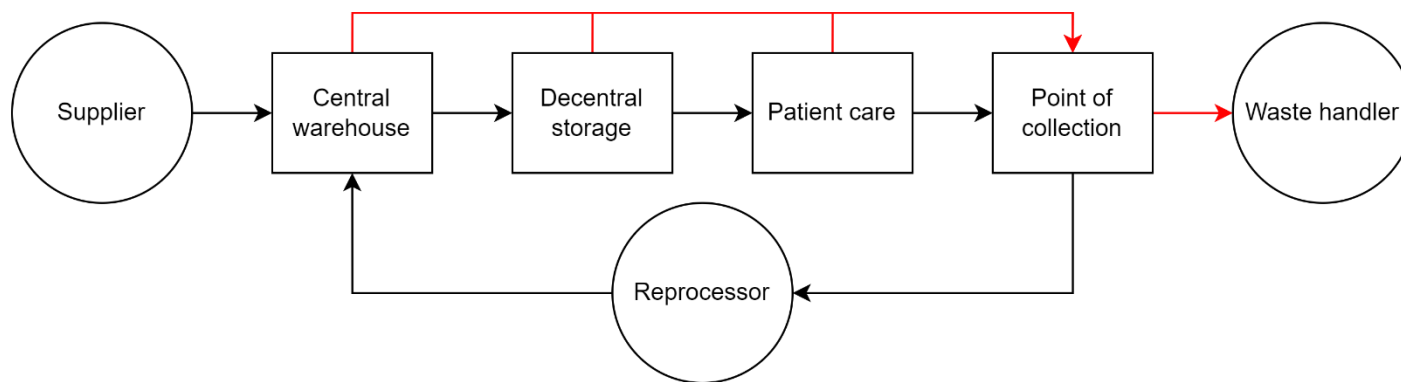 Supplier
Central
warehouse
Decentral
storage
Patient care
Point of
collection
Waste handler
Reprocessor